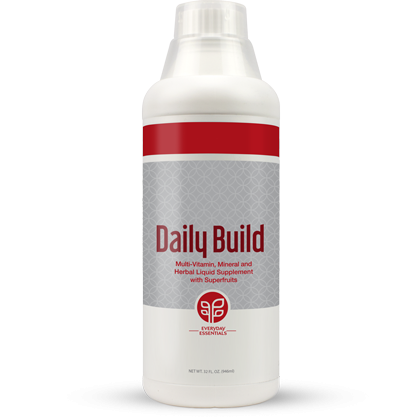 Daily Build
Multi-Vitamin, Mineral and
Herbal Liquid Supplement
with Superfruits
EVERYDAY
ESSENTIALS